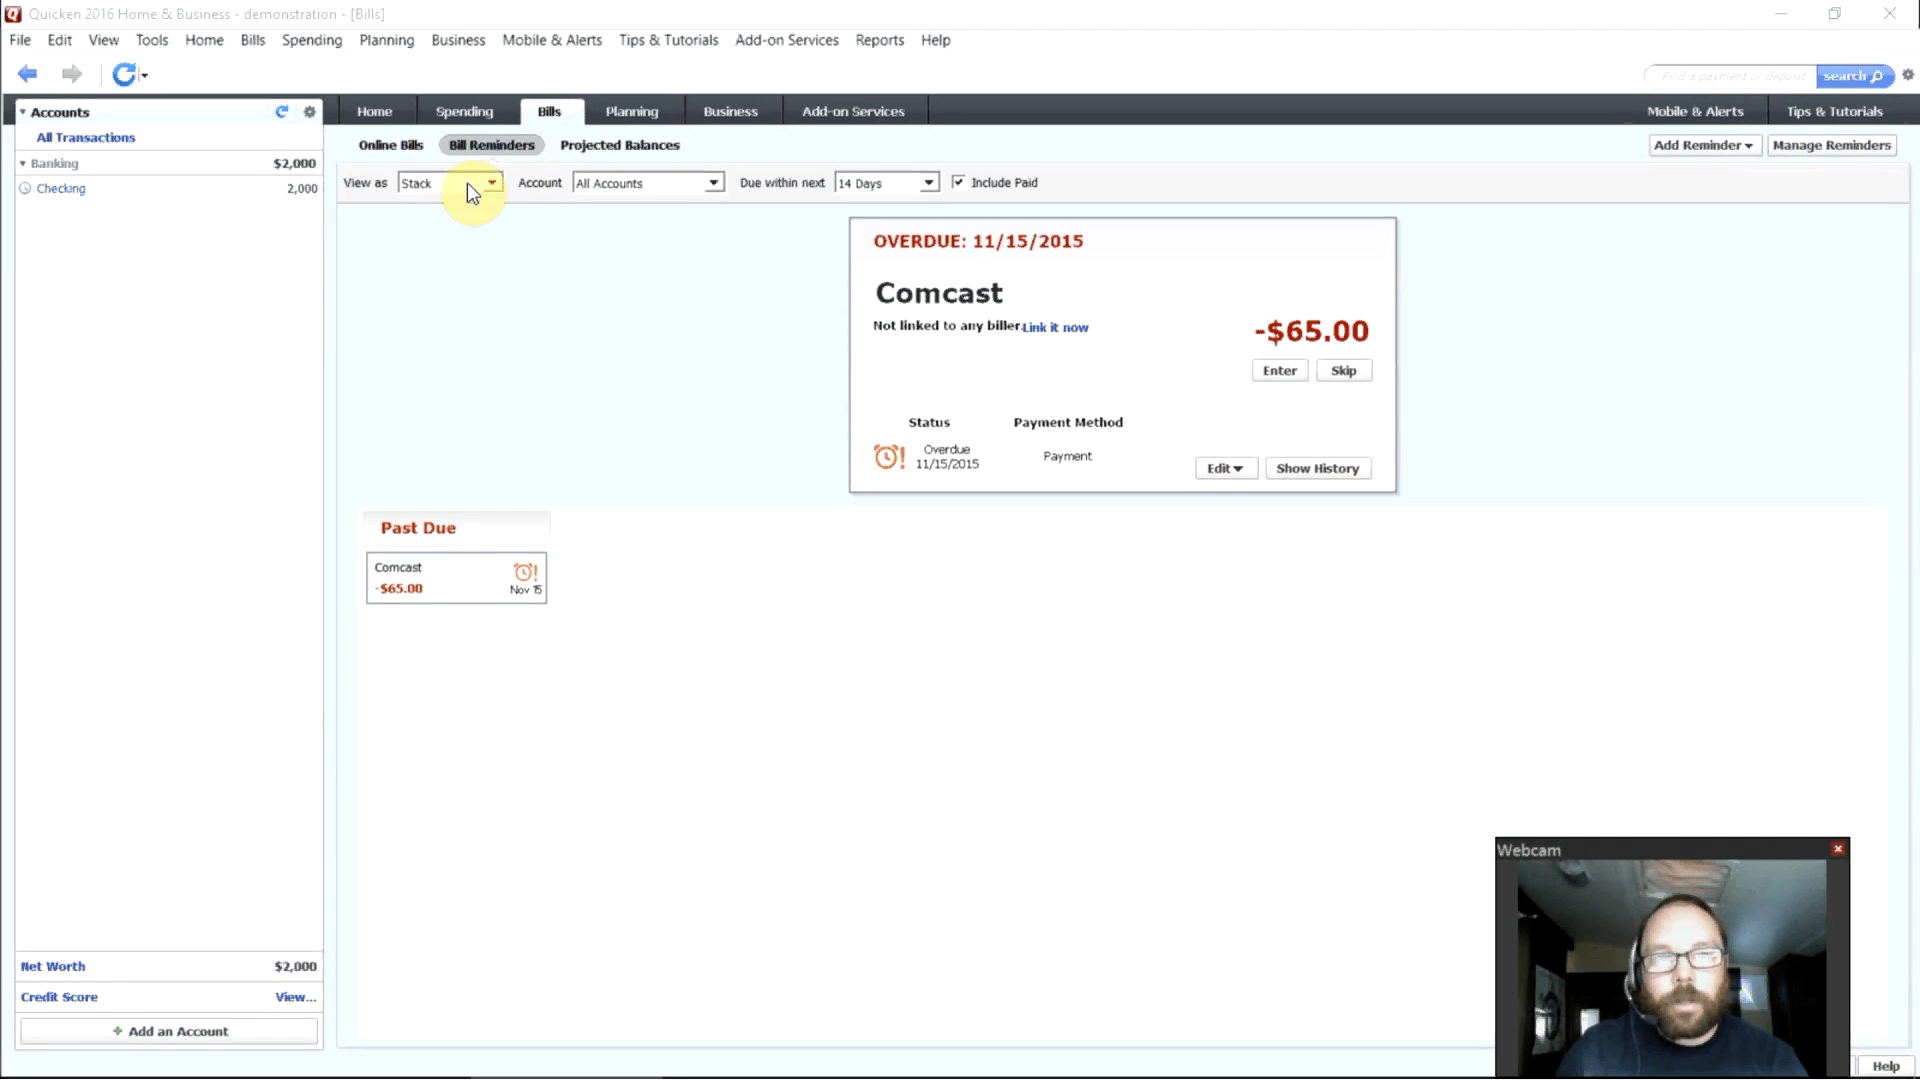 Quicken 2016 Home & Business - demonstration - [Bills]
File Edit View Tools Home Bills Spending Planning Business Mobile & Alerts Tips & Tutorials Add-on Services Reports Help
Find a payment or deposit search
Accounts
All Transactions
Banking $2,000
Checking 2,000
Home Spending Bills Planning Business Add-on Services Mobile & Alerts Tips & Tutorials
Online Bills Bill Reminders Projected Balances Add Reminder Manage Reminders
View as Stack Account All Accounts Due within next 14 Days Include Paid
OVERDUE: 11/15/2015
Comcast
Not linked to any biller. Link it now
-$65.00
Enter Skip
Status Payment Method
Overdue
11/15/2015
Payment
Edit Show History
Past Due
Comcast
-$65.00 Nov 15
Net Worth $2,000
Credit Score View...
Add an Account
Webcam
Help